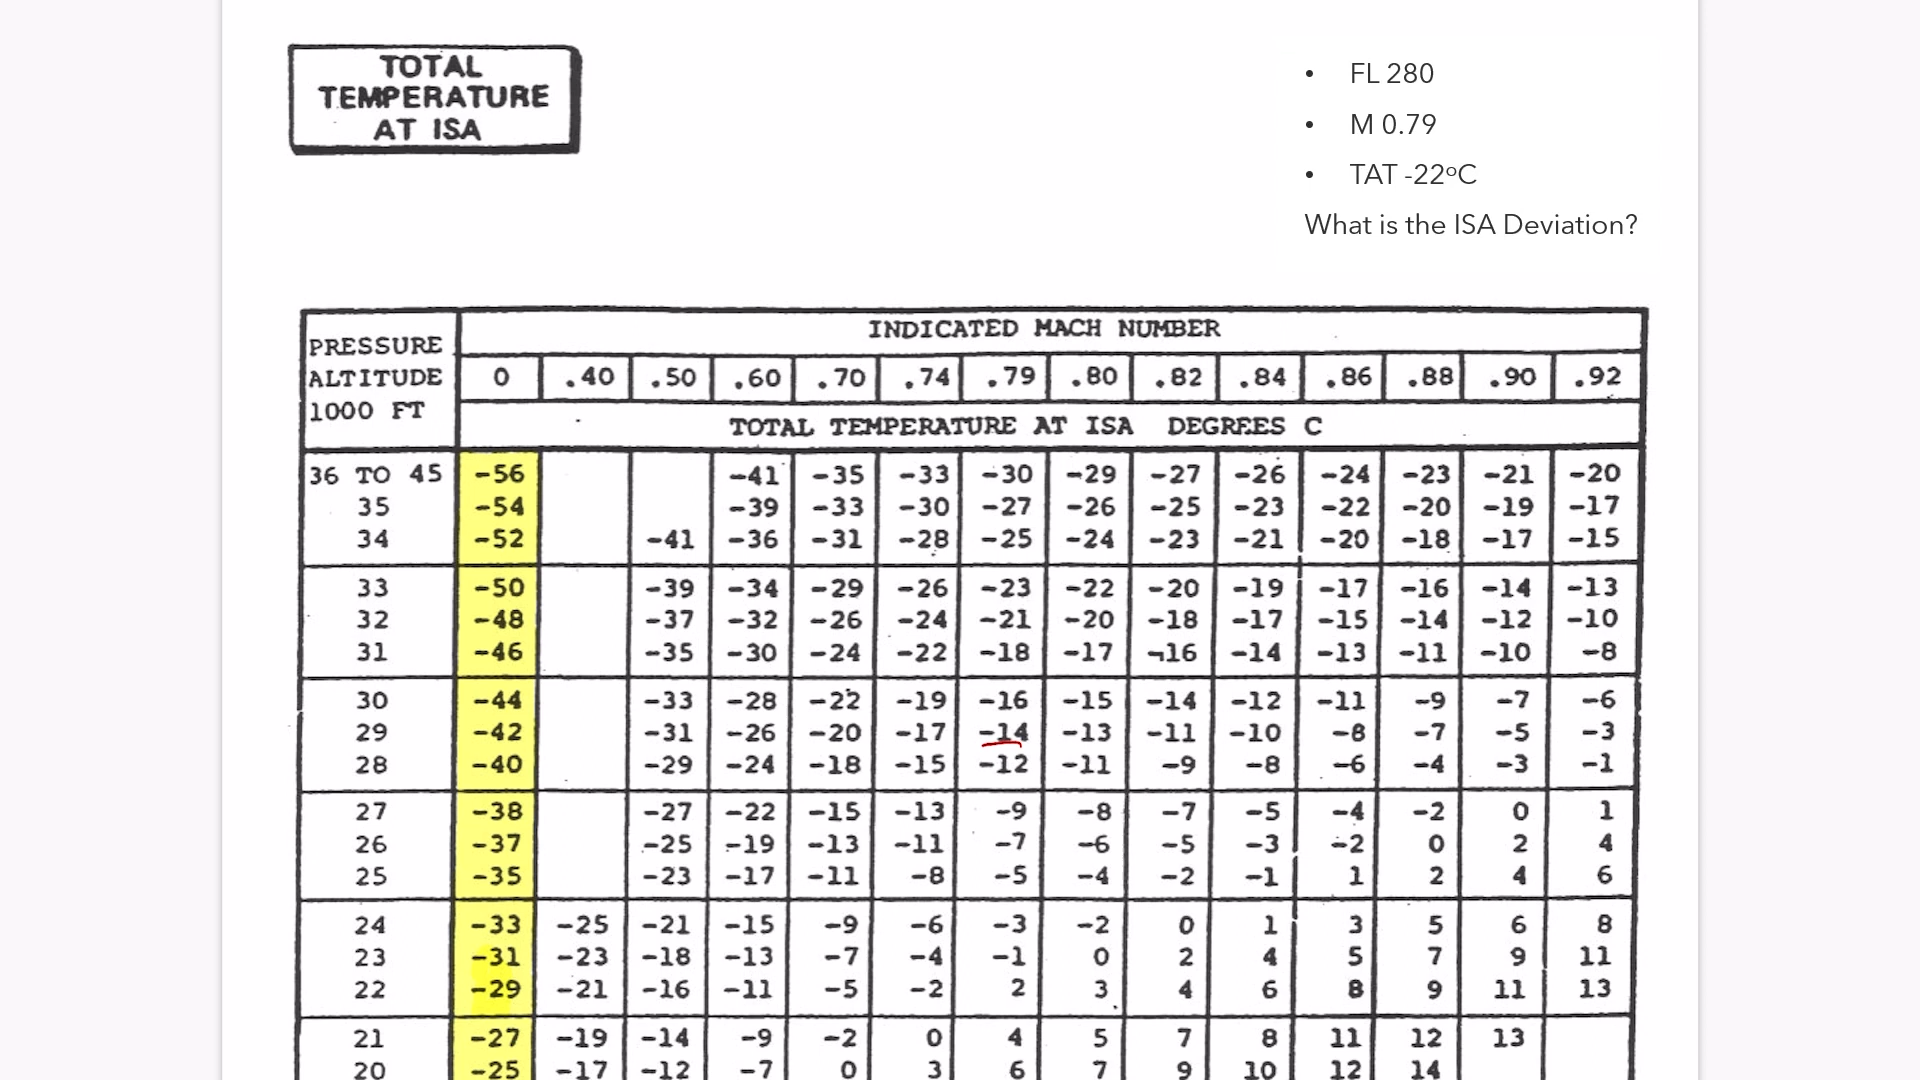 TOTAL
TEMPERATURE
AT ISA
• FL 280
• M 0.79
• TAT -22ºC
What is the ISA Deviation?
PRESSURE ALTITUDE 1000 FT
INDICATED MACH NUMBER
0 .40 .50 .60 .70 .74 .79 .80 .82 .84 .86 .88 .90 .92
TOTAL TEMPERATURE AT ISA DEGREES C
36 TO 45 -56 -41 -35 -33 -30 -29 -27 -26 -24 -23 -21 -20
35 -54 -39 -33 -30 -27 -26 -25 -23 -22 -20 -19 -17
34 -52 -41 -36 -31 -28 -25 -24 -23 -21 -20 -18 -17 -15
33 -50 -39 -34 -29 -26 -23 -22 -20 -19 -17 -16 -14 -13
32 -48 -37 -32 -26 -24 -21 -20 -18 -17 -15 -14 -12 -10
31 -46 -35 -30 -24 -22 -18 -17 -16 -14 -13 -11 -10 -8
30 -44 -33 -28 -22 -19 -16 -15 -14 -12 -11 -9 -7 -6
29 -42 -31 -26 -20 -17 -14 -13 -11 -10 -8 -7 -5 -3
28 -40 -29 -24 -18 -15 -12 -11 -9 -8 -6 -4 -3 -1
27 -38 -27 -22 -15 -13 -9 -8 -7 -5 -4 -2 0 1
26 -37 -25 -19 -13 -11 -7 -6 -5 -3 -2 0 2 4
25 -35 -23 -17 -11 -8 -5 -4 -2 -1 1 2 4 6
24 -33 -25 -21 -15 -9 -6 -3 -2 0 1 3 5 6 8
23 -31 -23 -18 -13 -7 -4 -1 0 2 4 5 7 9 11
22 -29 -21 -16 -11 -5 -2 2 3 4 6 8 9 11 13
21 -27 -19 -14 -9 -2 0 4 5 7 8 11 12 13
20 -25 -17 -12 -7 0 3 6 7 9 10 12 14